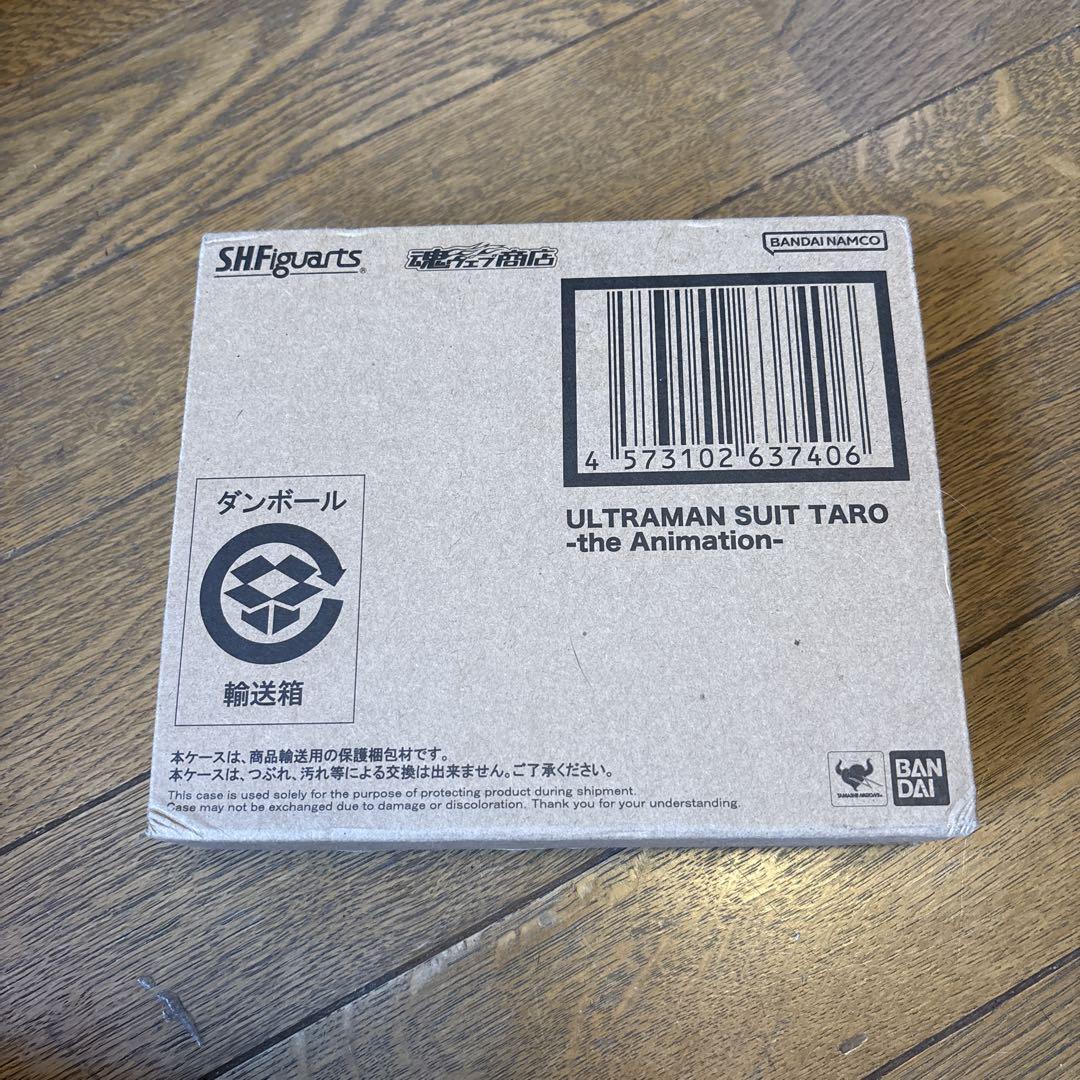 S.H.Figuarts®
魂ウェブ商店
BANDAI NAMCO
4 573102 637406
ULTRAMAN SUIT TARO
-the Animation-
ダンボール
輸送箱
本ケースは、商品輸送用の保護梱包材です。
本ケースは、つぶれ、汚れ等による交換は出来ません。ご了承ください。
This case is used solely for the purpose of protecting product during shipment.
Case may not be exchanged due to damage or discoloration. Thank you for your understanding.
TAMASHII NATIONS
BAN
DAI